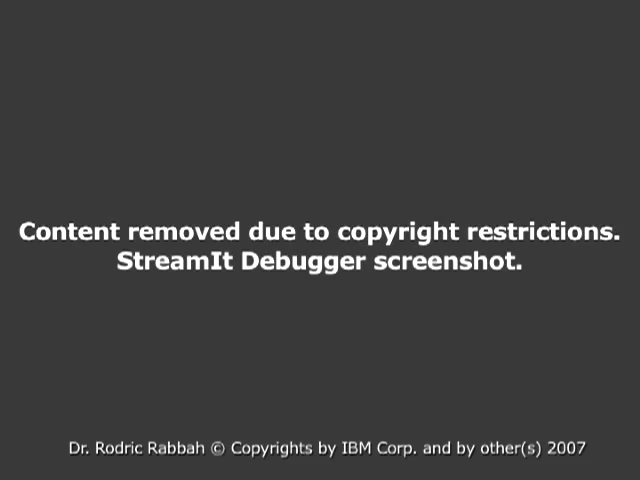 Content removed due to copyright restrictions.
StreamIt Debugger screenshot.
Dr. Rodric Rabbah © Copyrights by IBM Corp. and by other(s) 2007